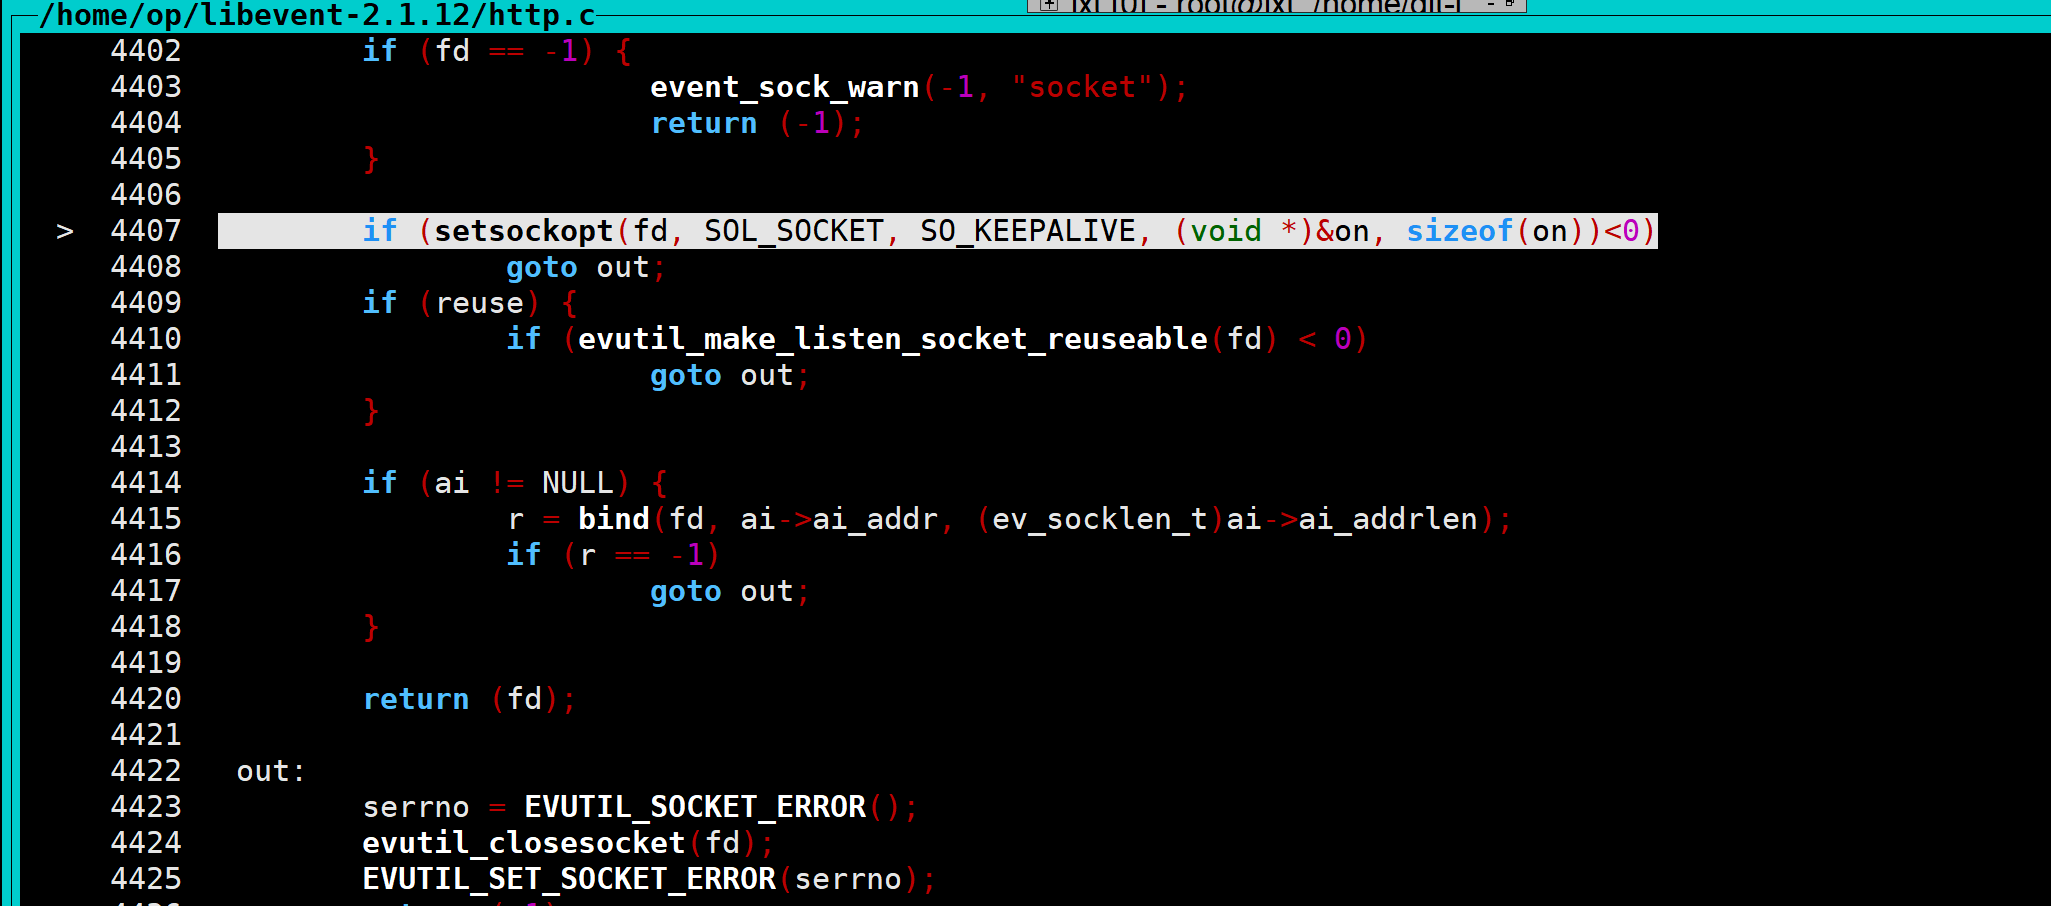 /home/op/libevent-2.1.12/http.c
4402 if (fd == -1) {
4403 event_sock_warn(-1, "socket");
4404 return (-1);
4405 }
4406
> 4407 if (setsockopt(fd, SOL_SOCKET, SO_KEEPALIVE, (void *)&on, sizeof(on))<0)
4408 goto out;
4409 if (reuse) {
4410 if (evutil_make_listen_socket_reuseable(fd) < 0)
4411 goto out;
4412 }
4413
4414 if (ai != NULL) {
4415 r = bind(fd, ai->ai_addr, (ev_socklen_t)ai->ai_addrlen);
4416 if (r == -1)
4417 goto out;
4418 }
4419
4420 return (fd);
4421
4422 out:
4423 serrno = EVUTIL_SOCKET_ERROR();
4424 evutil_closesocket(fd);
4425 EVUTIL_SET_SOCKET_ERROR(serrno);